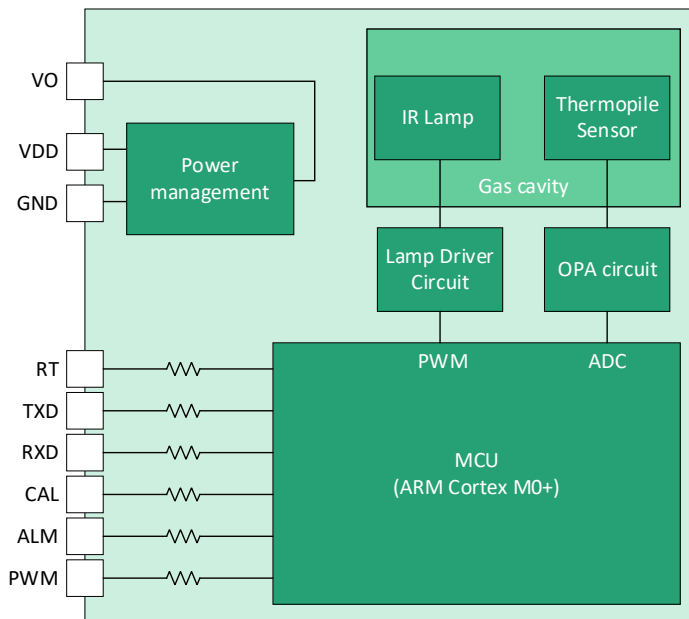 VO
VDD
GND
Power
management
IR Lamp
Thermopile
Sensor
Gas cavity
Lamp Driver
Circuit
OPA circuit
RT
TXD
RXD
CAL
ALM
PWM
PWM
ADC
MCU
(ARM Cortex M0+)